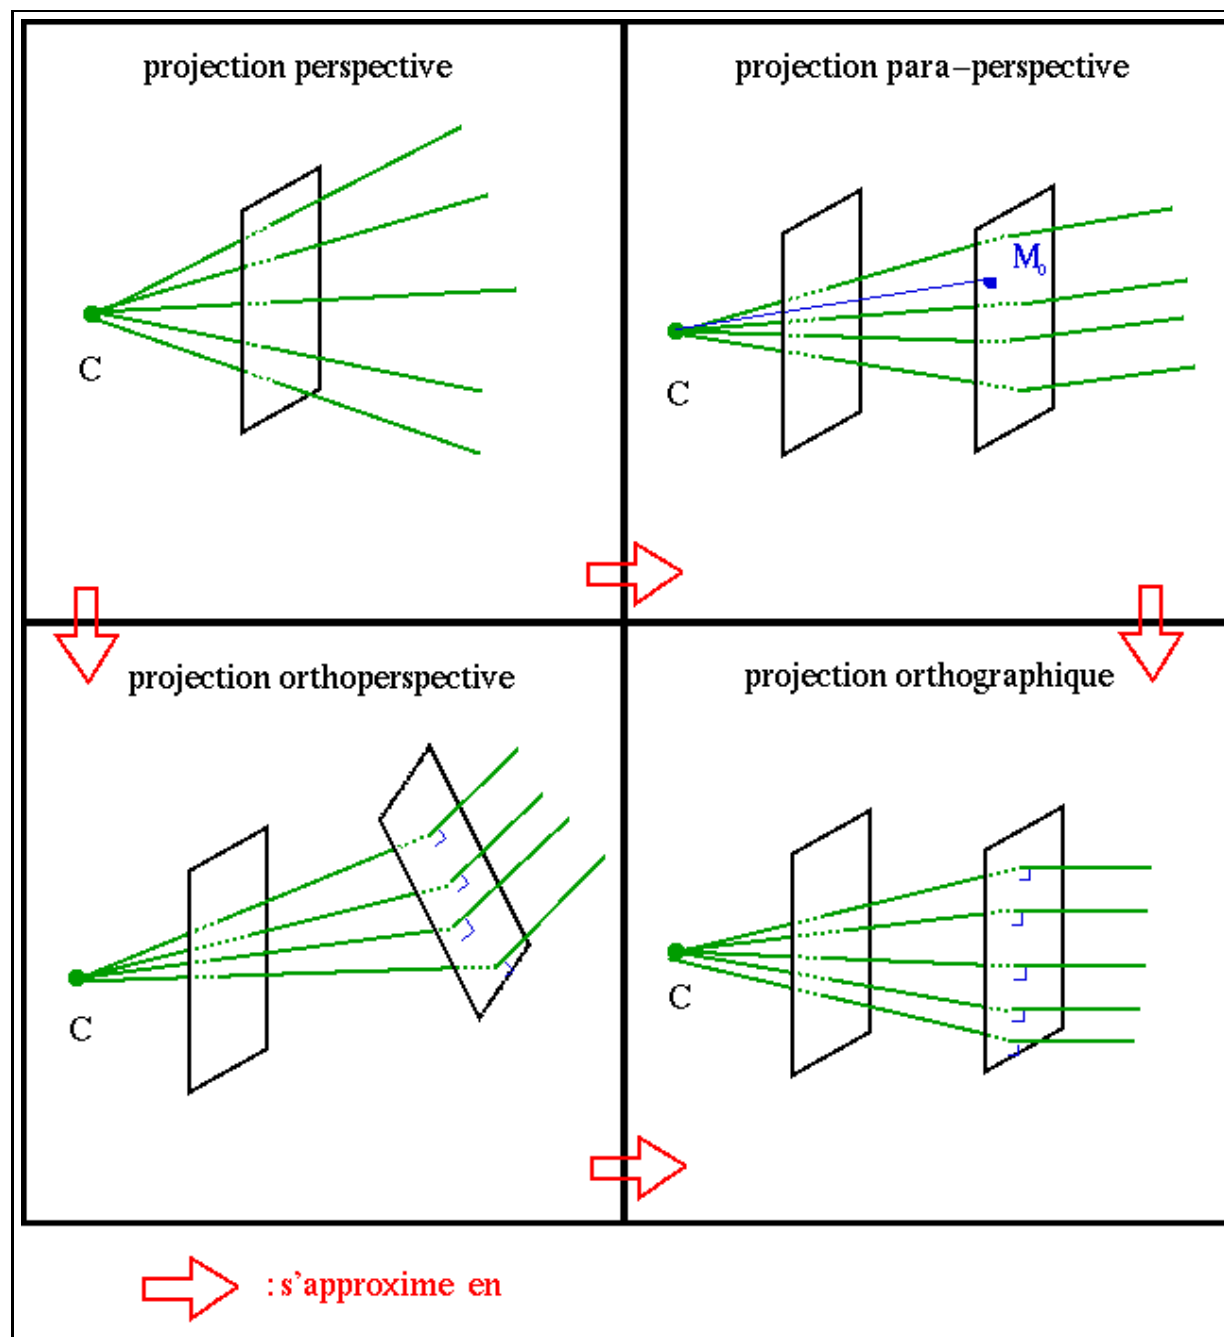 projection perspective
C
projection para-perspective
M0
C
projection orthoperspective
C
projection orthographique
C
: s'approxime en